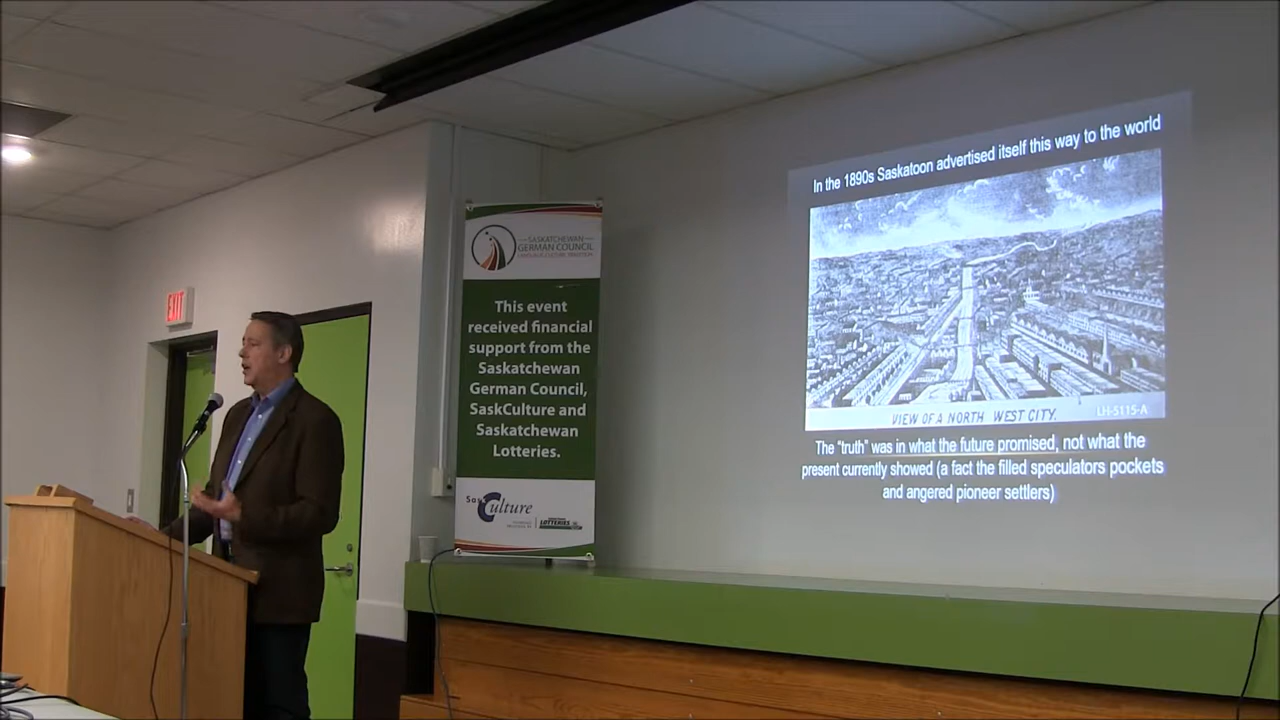 EXIT
SASKATCHEWAN
GERMAN COUNCIL
This event
received financial
support from the
Saskatchewan
German Council,
SaskCulture and
Saskatchewan
Lotteries.
Sask
Culture
LOTTERIES
In the 1890s Saskatoon advertised itself this way to the world
VIEW OF A NORTH WEST CITY.
LH-5115-A
The "truth" was in what the future promised, not what the
present currently showed (a fact the filled speculators pockets
and angered pioneer settlers)